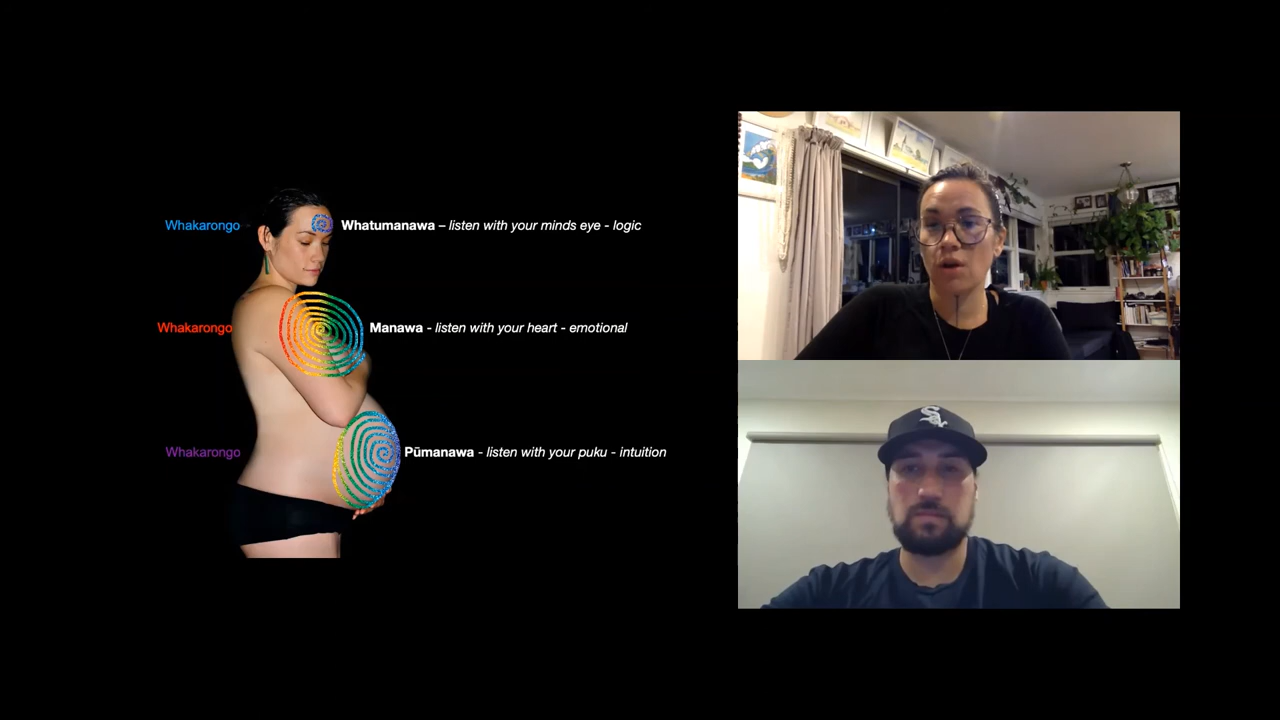 Whakarongo - Whatumanawa – listen with your minds eye - logic
Whakarongo Manawa - listen with your heart - emotional
Whakarongo Pūmanawa - listen with your puku - intuition
Sox